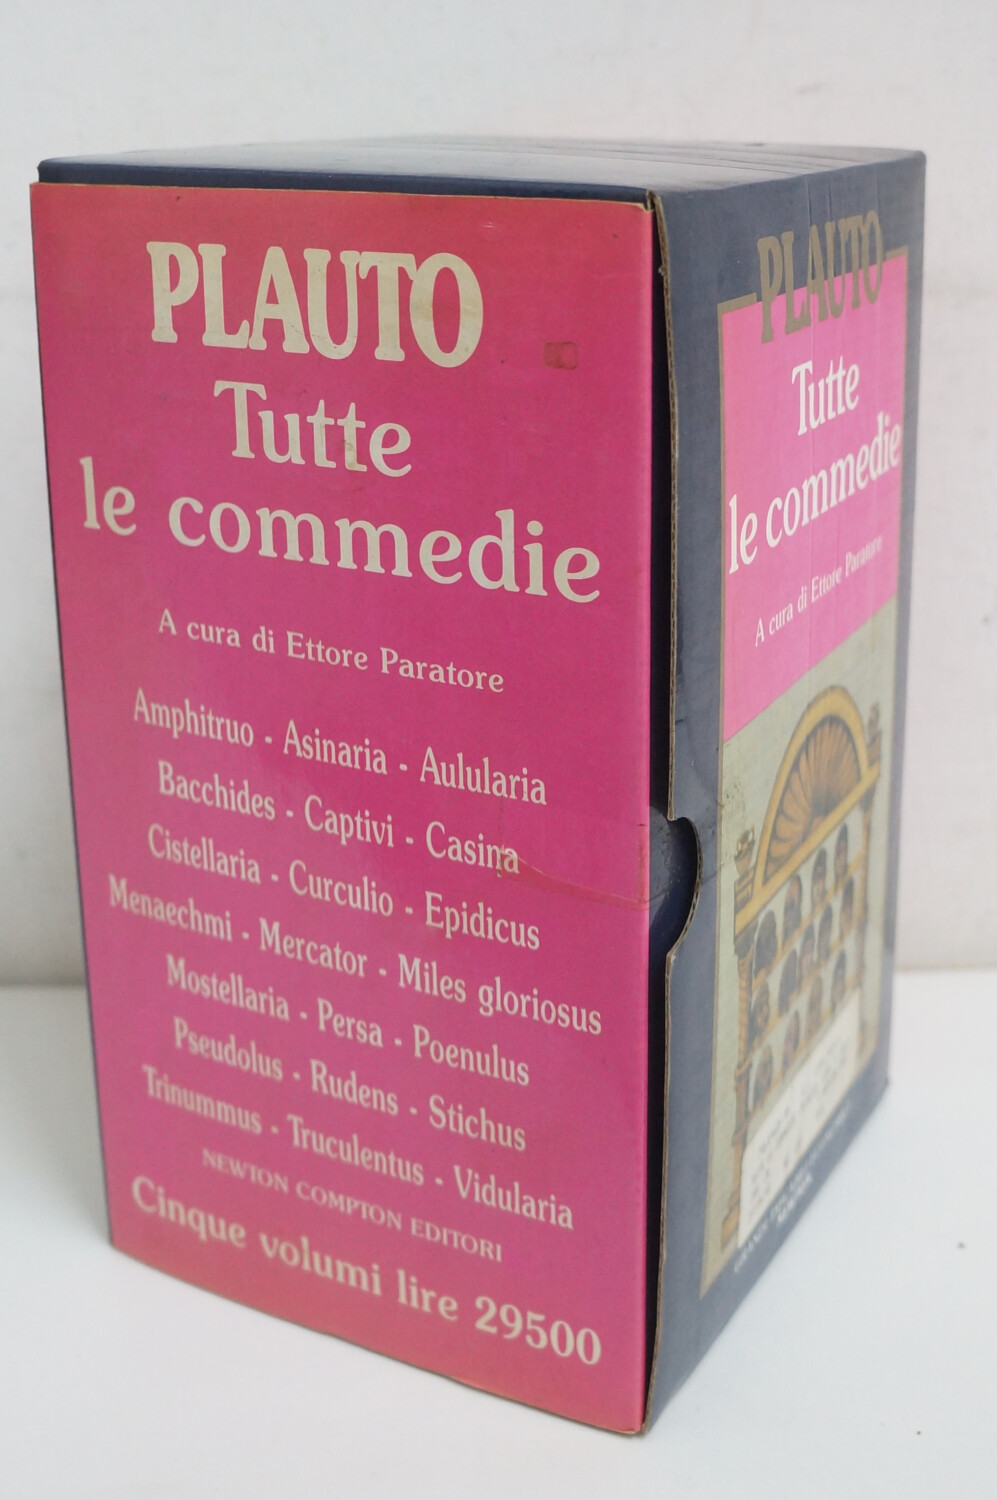 PLAUTO
Tutte
le commedie
A cura di Ettore Paratore
Amphitruo - Asinaria - Aulularia
Bacchides - Captivi - Casina
Cistellaria - Curculio - Epidicus
Menaechmi - Mercator - Miles gloriosus
Mostellaria - Persa - Poenulus
Pseudolus - Rudens - Stichus
Trinummus - Truculentus - Vidularia
NEWTON COMPTON EDITORI
Cinque volumi lire 29500
PLAUTO
Tutte
le commedie
A cura di Ettore Paratore